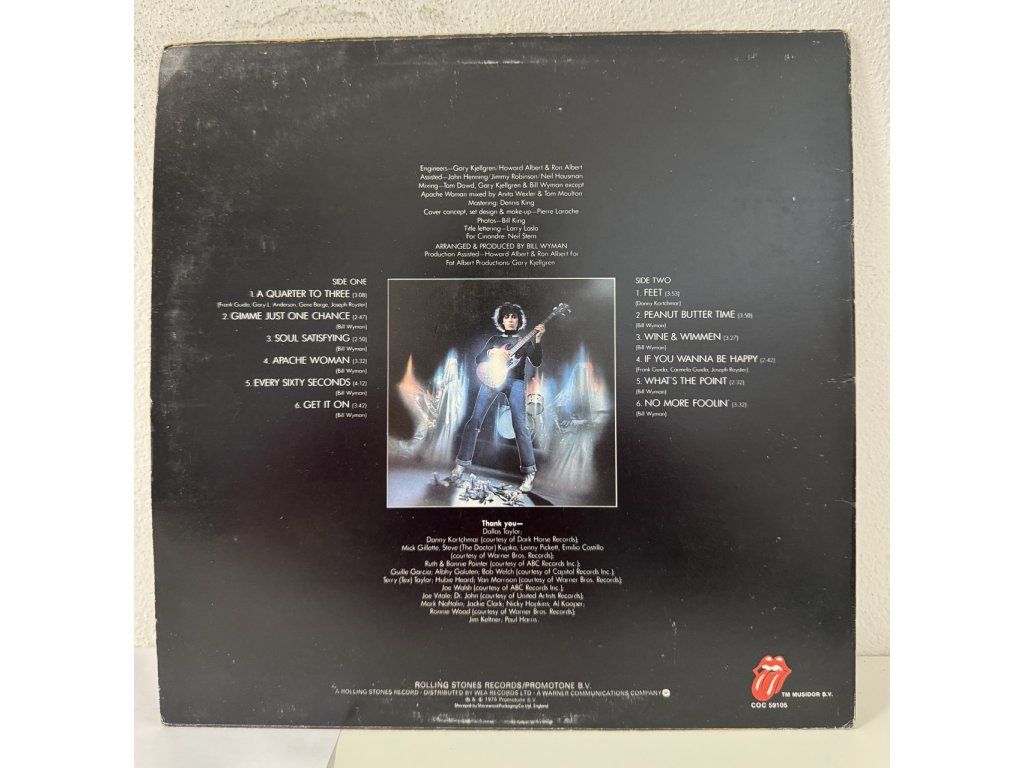 Engineers—Gary Kjellgren/Howard Albert & Ron Albert
Assisted—John Henning/Jimmy Robinson/Neil Hausman
Mixing—Tom Dowd, Gary Kjellgren & Bill Wyman except
Apache Woman mixed by Anita Wexler & Tom Moulton
Mastering: Dennis King
Cover concept, set design & make-up—Pierre Laroche
Photos—Bill King
Title lettering—Larry Loslo
For Cinandre: Neil Stern
ARRANGED & PRODUCED BY BILL WYMAN
Production Assisted—Howard Albert & Ron Albert for
Fat Albert Productions/Gary Kjellgren
SIDE ONE
1. A QUARTER TO THREE (3:08)
(Frank Guida, Gary L. Anderson, Gene Barge, Joseph Royster)
2. GIMME JUST ONE CHANCE (2:47)
(Bill Wyman)
3. SOUL SATISFYING (2:50)
(Bill Wyman)
4. APACHE WOMAN (3:32)
(Bill Wyman)
5. EVERY SIXTY SECONDS (4:12)
(Bill Wyman)
6. GET IT ON (3:42)
(Bill Wyman)
SIDE TWO
1. FEET (3:53)
(Danny Kortchmar)
2. PEANUT BUTTER TIME (3:50)
(Bill Wyman)
3. WINE & WIMMEN (3:27)
(Bill Wyman)
4. IF YOU WANNA BE HAPPY (2:42)
(Frank Guida, Carmela Guida, Joseph Royster)
5. WHAT'S THE POINT (2:32)
(Bill Wyman)
6. NO MORE FOOLIN' (3:32)
(Bill Wyman)
Thank you—
Dallas Taylor;
Danny Kortchmar (courtesy of Dark Horse Records);
Mick Gillette, Steve (The Doctor) Kupka, Lenny Pickett, Emilio Castillo
(courtesy of Warner Bros. Records);
Ruth & Bonnie Pointer (courtesy of ABC Records Inc.);
Guille Garcia; Albhy Galuten; Bob Welch (courtesy of Capitol Records Inc.);
Terry (Tex) Taylor; Hubie Heard; Van Morrison (courtesy of Warner Bros. Records);
Joe Walsh (courtesy of ABC Records Inc.);
Joe Vitale; Dr. John (courtesy of United Artists Records);
Mark Naftalin; Jackie Clark; Nicky Hopkins; Al Kooper;
Ronnie Wood (courtesy of Warner Bros. Records);
Jim Keltner; Paul Harris.
ROLLING STONES RECORDS/PROMOTONE B.V.
A ROLLING STONES RECORD · DISTRIBUTED BY WEA RECORDS LTD · A WARNER COMMUNICATIONS COMPANY
℗ & © 1976 Promotone B.V.
Managed by Shorewood Packaging Co Ltd, England
TM MUSIDOR B.V.
COC 59105